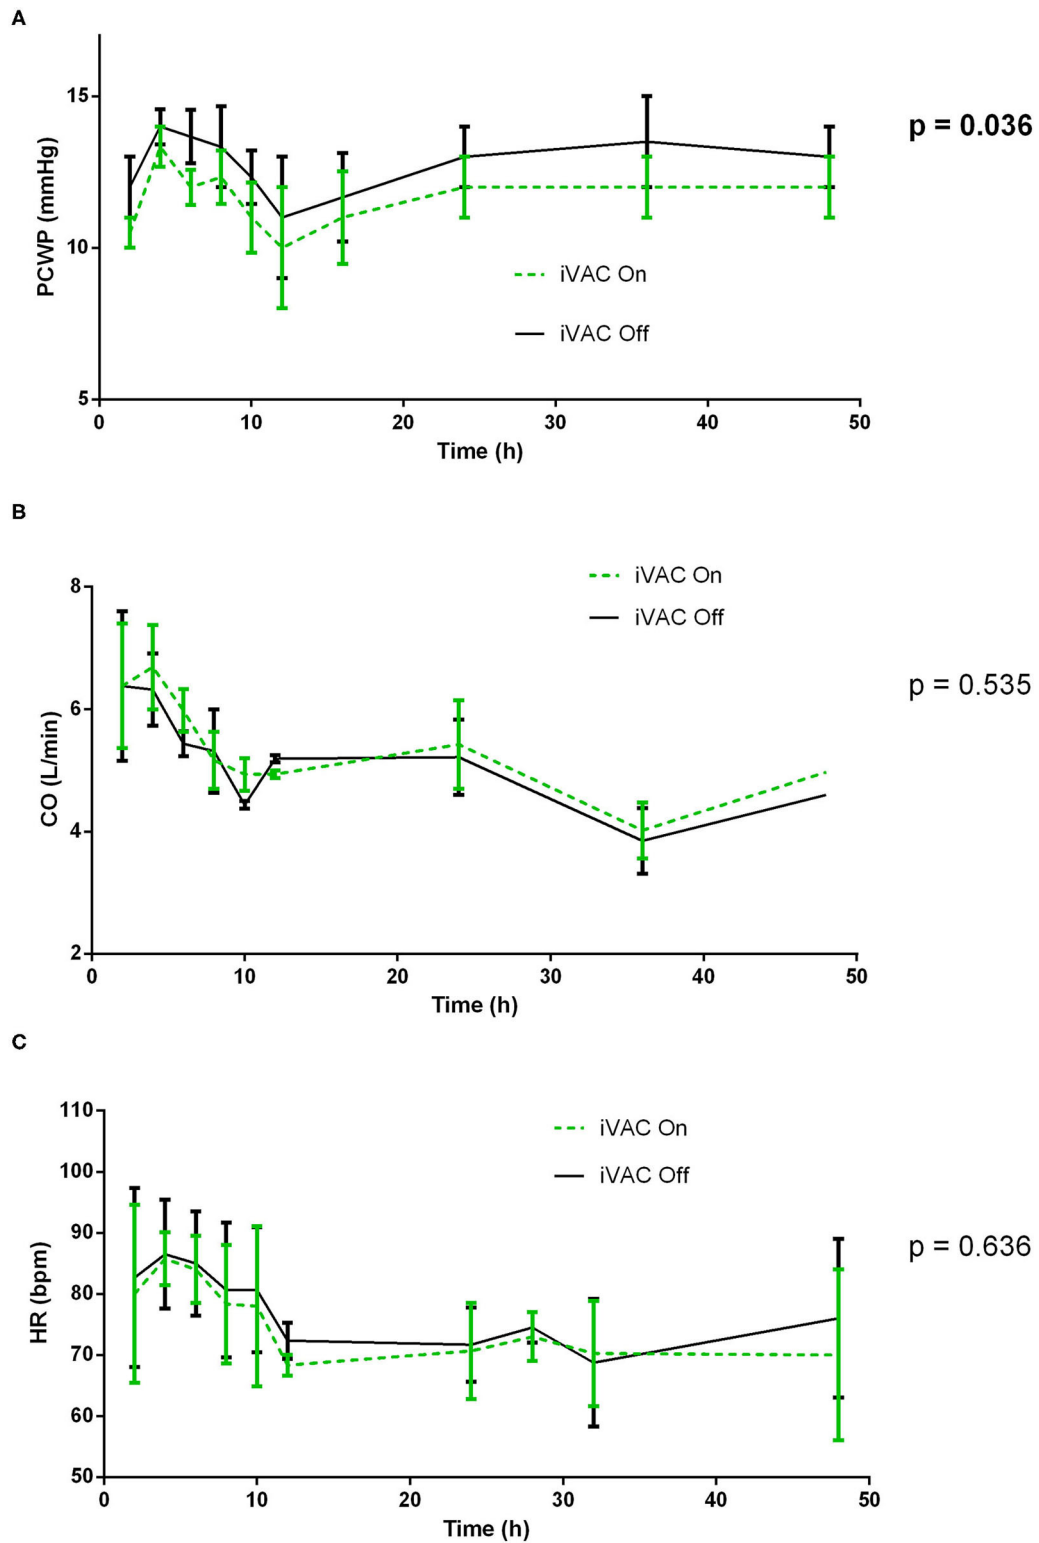 A
15
10
5
PCWP (mmHg)
p = 0.036
iVAC On
iVAC Off
0 10 20 30 40 50
Time (h)
B
iVAC On
iVAC Off
8
6
4
2
CO (L/min)
p = 0.535
0 10 20 30 40 50
Time (h)
C
110
100
90
80
70
60
50
HR (bpm)
iVAC On
iVAC Off
p = 0.636
0 10 20 30 40 50
Time (h)